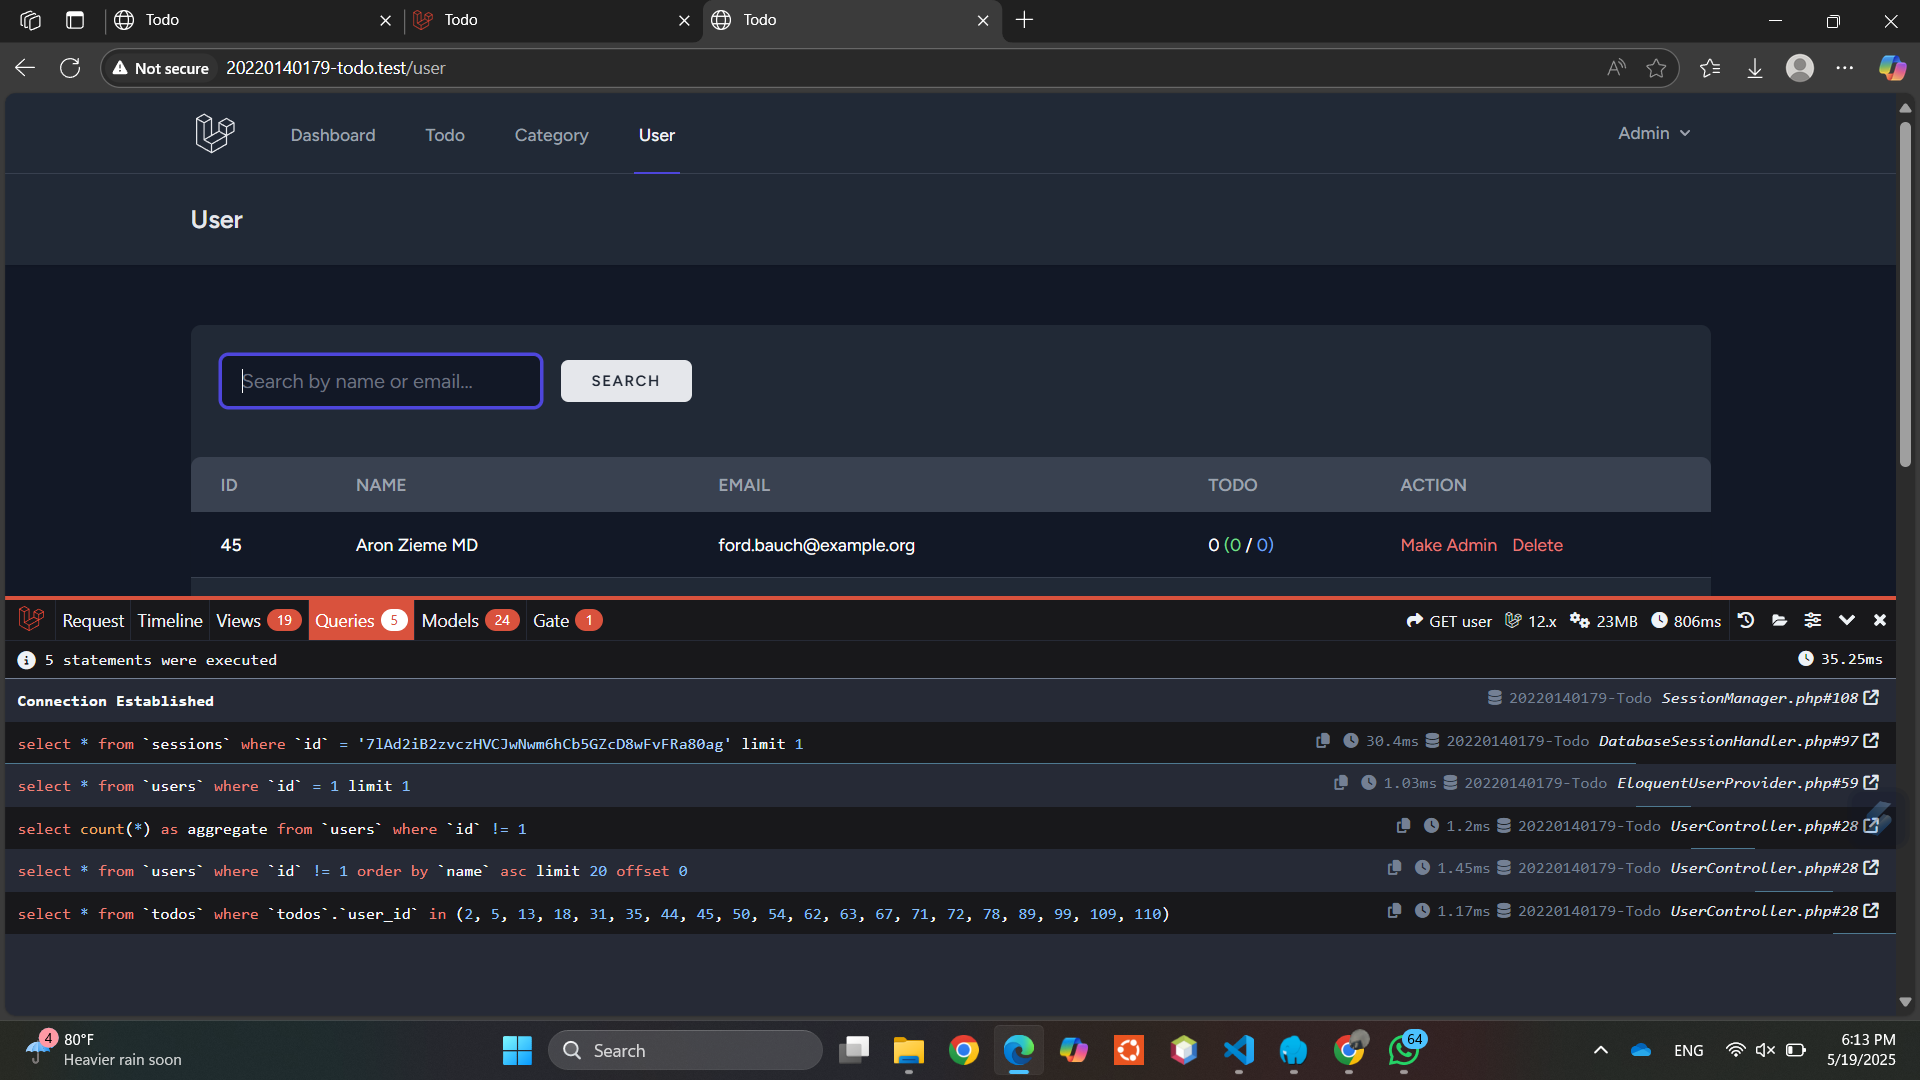 Todo
Todo
Todo
Not secure 20220140179-todo.test/user
Dashboard Todo Category User Admin
User
Search by name or email...
SEARCH
ID NAME EMAIL TODO ACTION
45 Aron Zieme MD ford.bauch@example.org 0 (0 / 0) Make Admin Delete
Request Timeline Views 19 Queries 5 Models 24 Gate 1 GET user 12.x 23MB 806ms
5 statements were executed 35.25ms
Connection Established 20220140179-Todo SessionManager.php#108
select * from `sessions` where `id` = '7lAd2iB2zvczHVCJwNwm6hCb5GZcD8wFvFRa80ag' limit 1 30.4ms 20220140179-Todo DatabaseSessionHandler.php#97
select * from `users` where `id` = 1 limit 1 1.03ms 20220140179-Todo EloquentUserProvider.php#59
select count(*) as aggregate from `users` where `id` != 1 1.2ms 20220140179-Todo UserController.php#28
select * from `users` where `id` != 1 order by `name` asc limit 20 offset 0 1.45ms 20220140179-Todo UserController.php#28
select * from `todos` where `todos`.`user_id` in (2, 5, 13, 18, 31, 35, 44, 45, 50, 54, 62, 63, 67, 71, 72, 78, 89, 99, 109, 110) 1.17ms 20220140179-Todo UserController.php#28
4
80°F
Heavier rain soon
Search
64
ENG
6:13 PM
5/19/2025